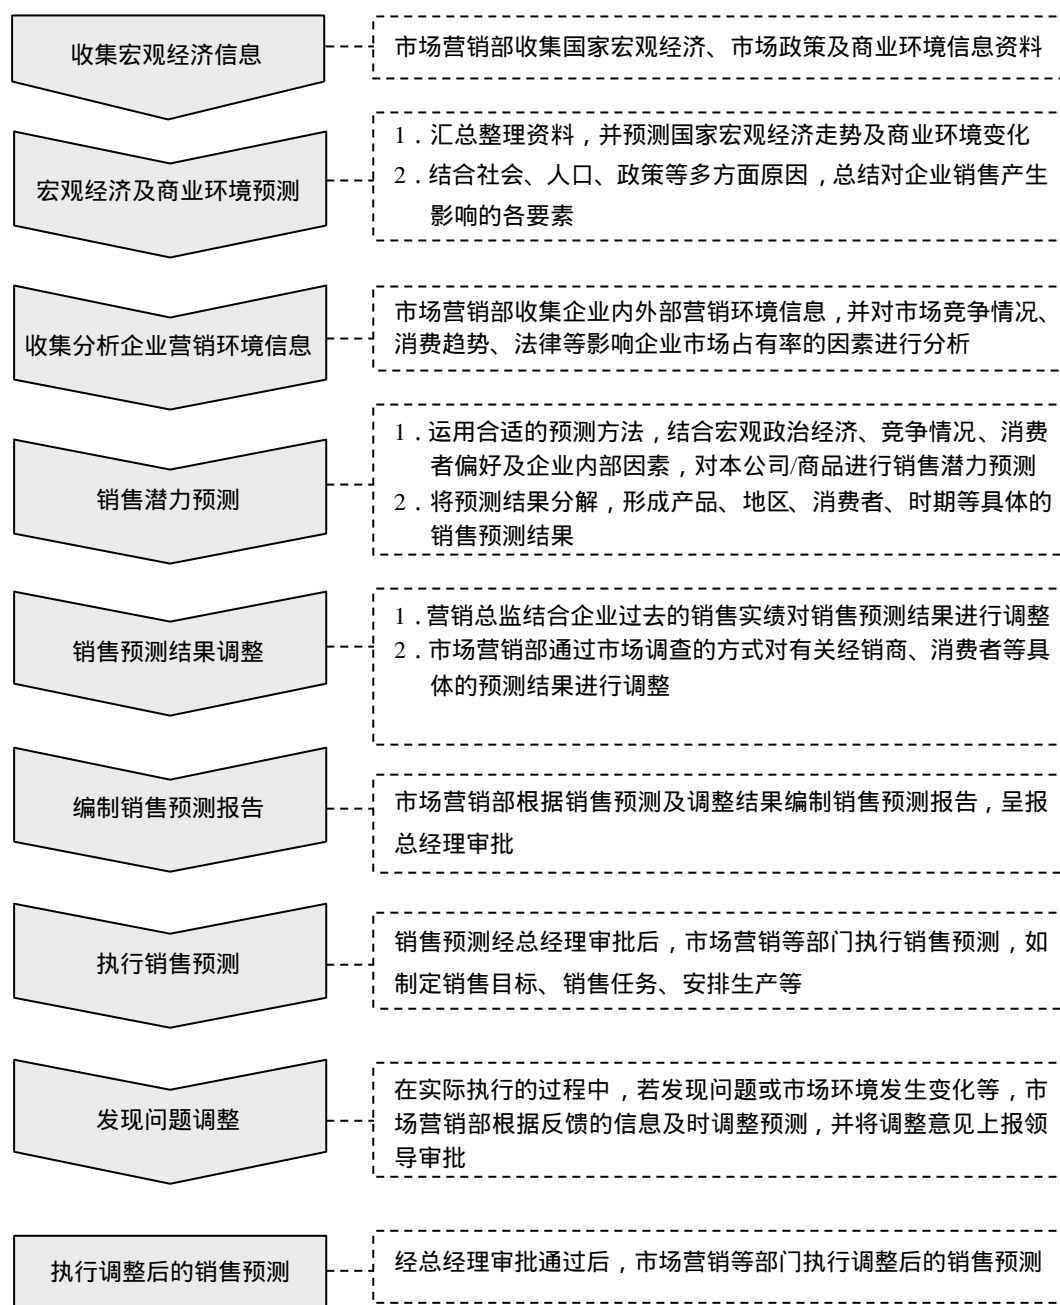 收集宏观经济信息
市场营销部收集国家宏观经济、市场政策及商业环境信息资料
宏观经济及商业环境预测
1．汇总整理资料，并预测国家宏观经济走势及商业环境变化
2．结合社会、人口、政策等多方面原因，总结对企业销售产生
影响的各要素
收集分析企业营销环境信息
市场营销部收集企业内外部营销环境信息，并对市场竞争情况、
消费趋势、法律等影响企业市场占有率的因素进行分析
销售潜力预测
1．运用合适的预测方法，结合宏观政治经济、竞争情况、消费
者偏好及企业内部因素，对本公司/商品进行销售潜力预测
2．将预测结果分解，形成产品、地区、消费者、时期等具体的
销售预测结果
销售预测结果调整
1．营销总监结合企业过去的销售实绩对销售预测结果进行调整
2．市场营销部通过市场调查的方式对有关经销商、消费者等具
体的预测结果进行调整
编制销售预测报告
市场营销部根据销售预测及调整结果编制销售预测报告，呈报
总经理审批
执行销售预测
销售预测经总经理审批后，市场营销等部门执行销售预测，如
制定销售目标、销售任务、安排生产等
发现问题调整
在实际执行的过程中，若发现问题或市场环境发生变化等，市
场营销部根据反馈的信息及时调整预测，并将调整意见上报领
导审批
执行调整后的销售预测
经总经理审批通过后，市场营销等部门执行调整后的销售预测